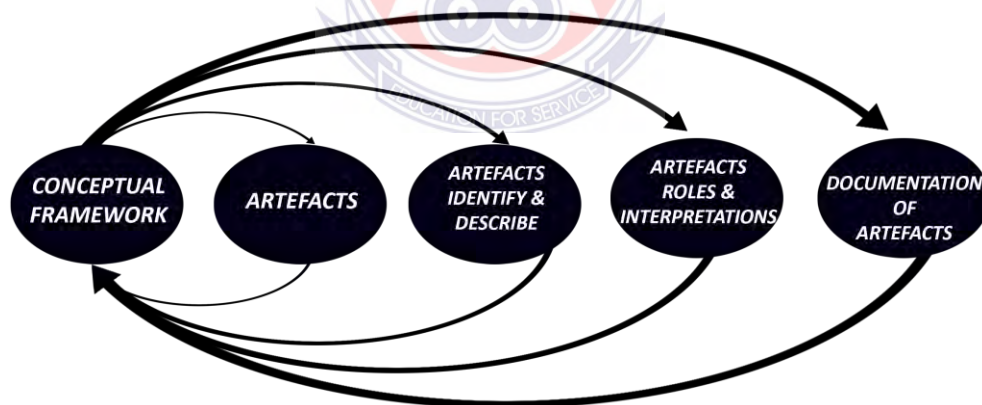 EDUCATION FOR SERVICE
CONCEPTUAL
FRAMEWORK
ARTEFACTS
ARTEFACTS
IDENTIFY &
DESCRIBE
ARTEFACTS
ROLES &
INTERPRETATIONS
DOCUMENTATION
OF
ARTEFACTS